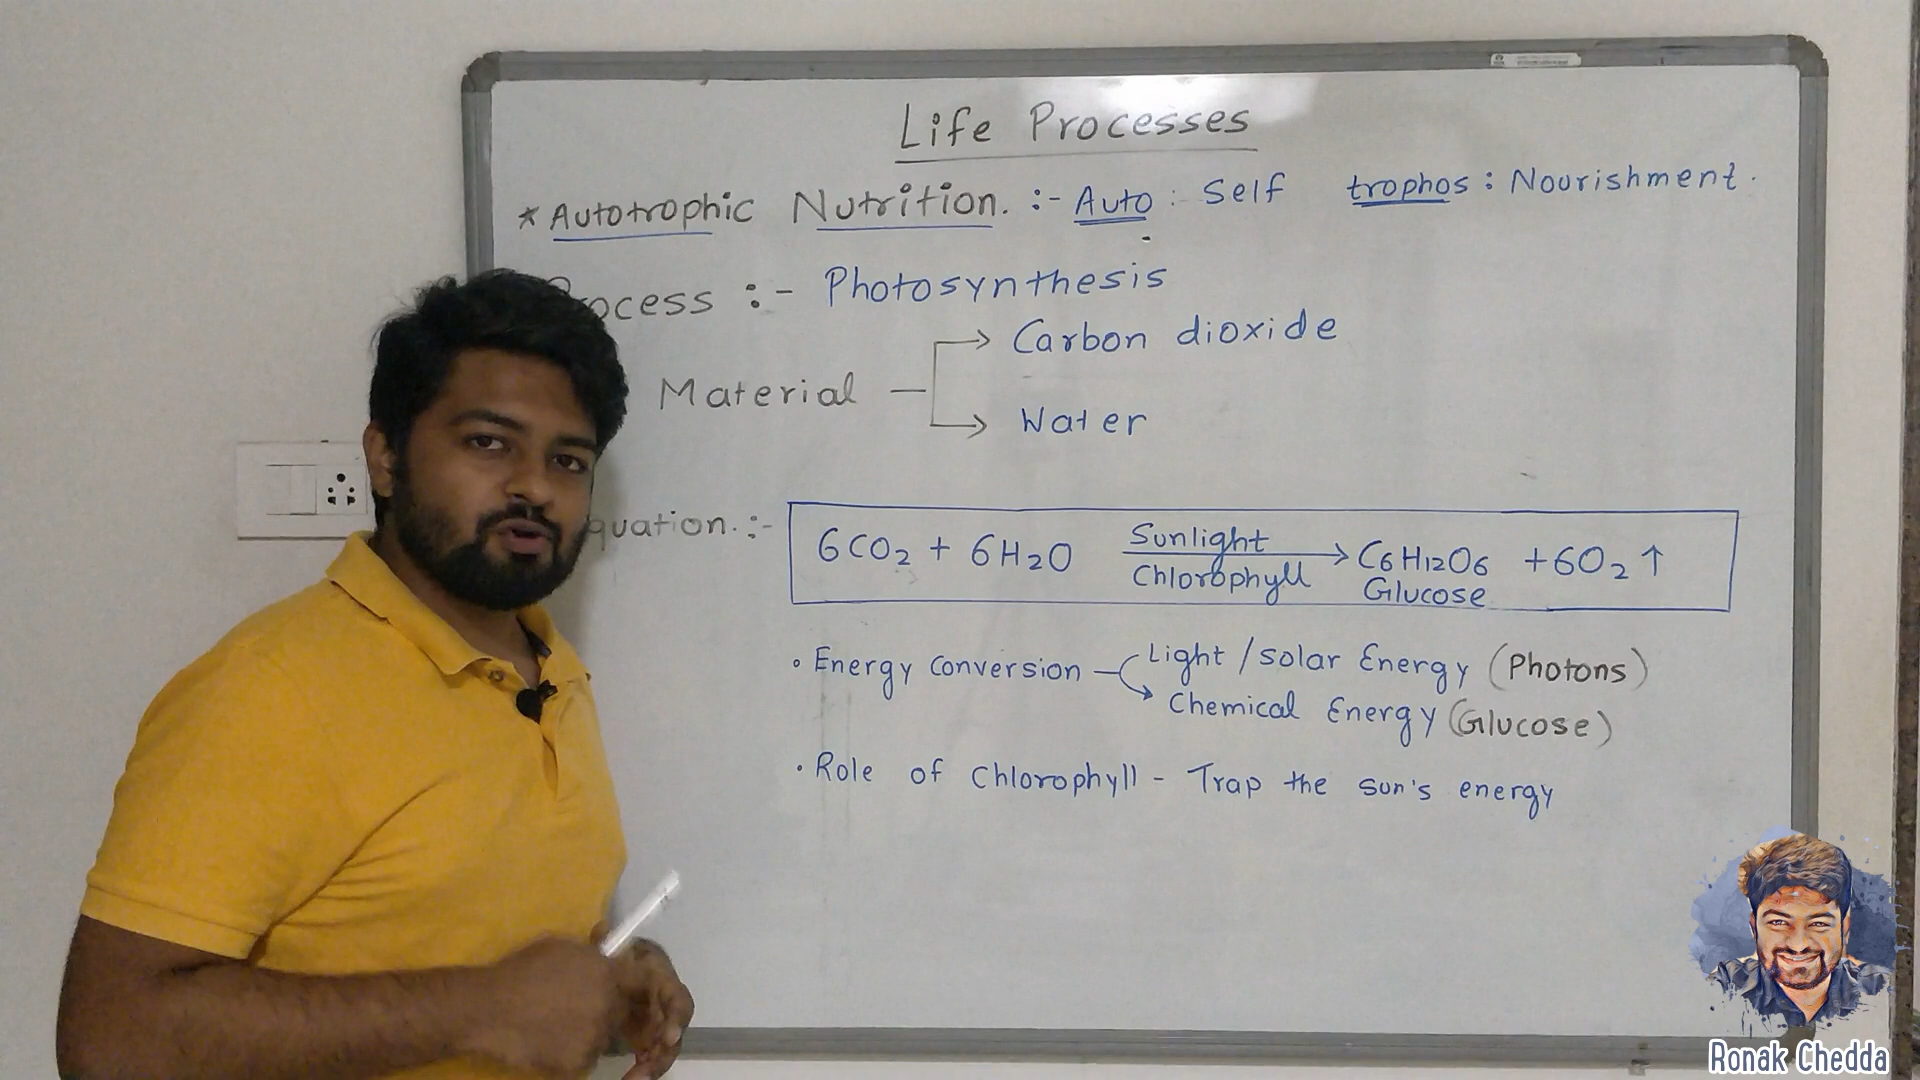 Life Processes
* Autotrophic Nutrition. :- Auto : Self trophos : Nourishment.
Process :- Photosynthesis
Material
Carbon dioxide
Water
quation. :-
6CO2 + 6H2O Sunlight Chlorophyll → C6H12O6 Glucose + 6O2 ↑
• Energy conversion
Light / solar Energy (Photons)
Chemical Energy (Glucose)
• Role of Chlorophyll - Trap the sun's energy
Ronak Chedda